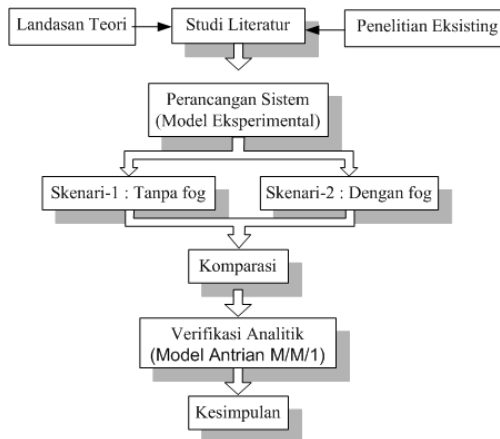 Landasan Teori
Studi Literatur
Penelitian Eksisting
Perancangan Sistem
(Model Eksperimental)
Skenari-1 : Tanpa fog
Skenari-2 : Dengan fog
Komparasi
Verifikasi Analitik
(Model Antrian M/M/1)
Kesimpulan